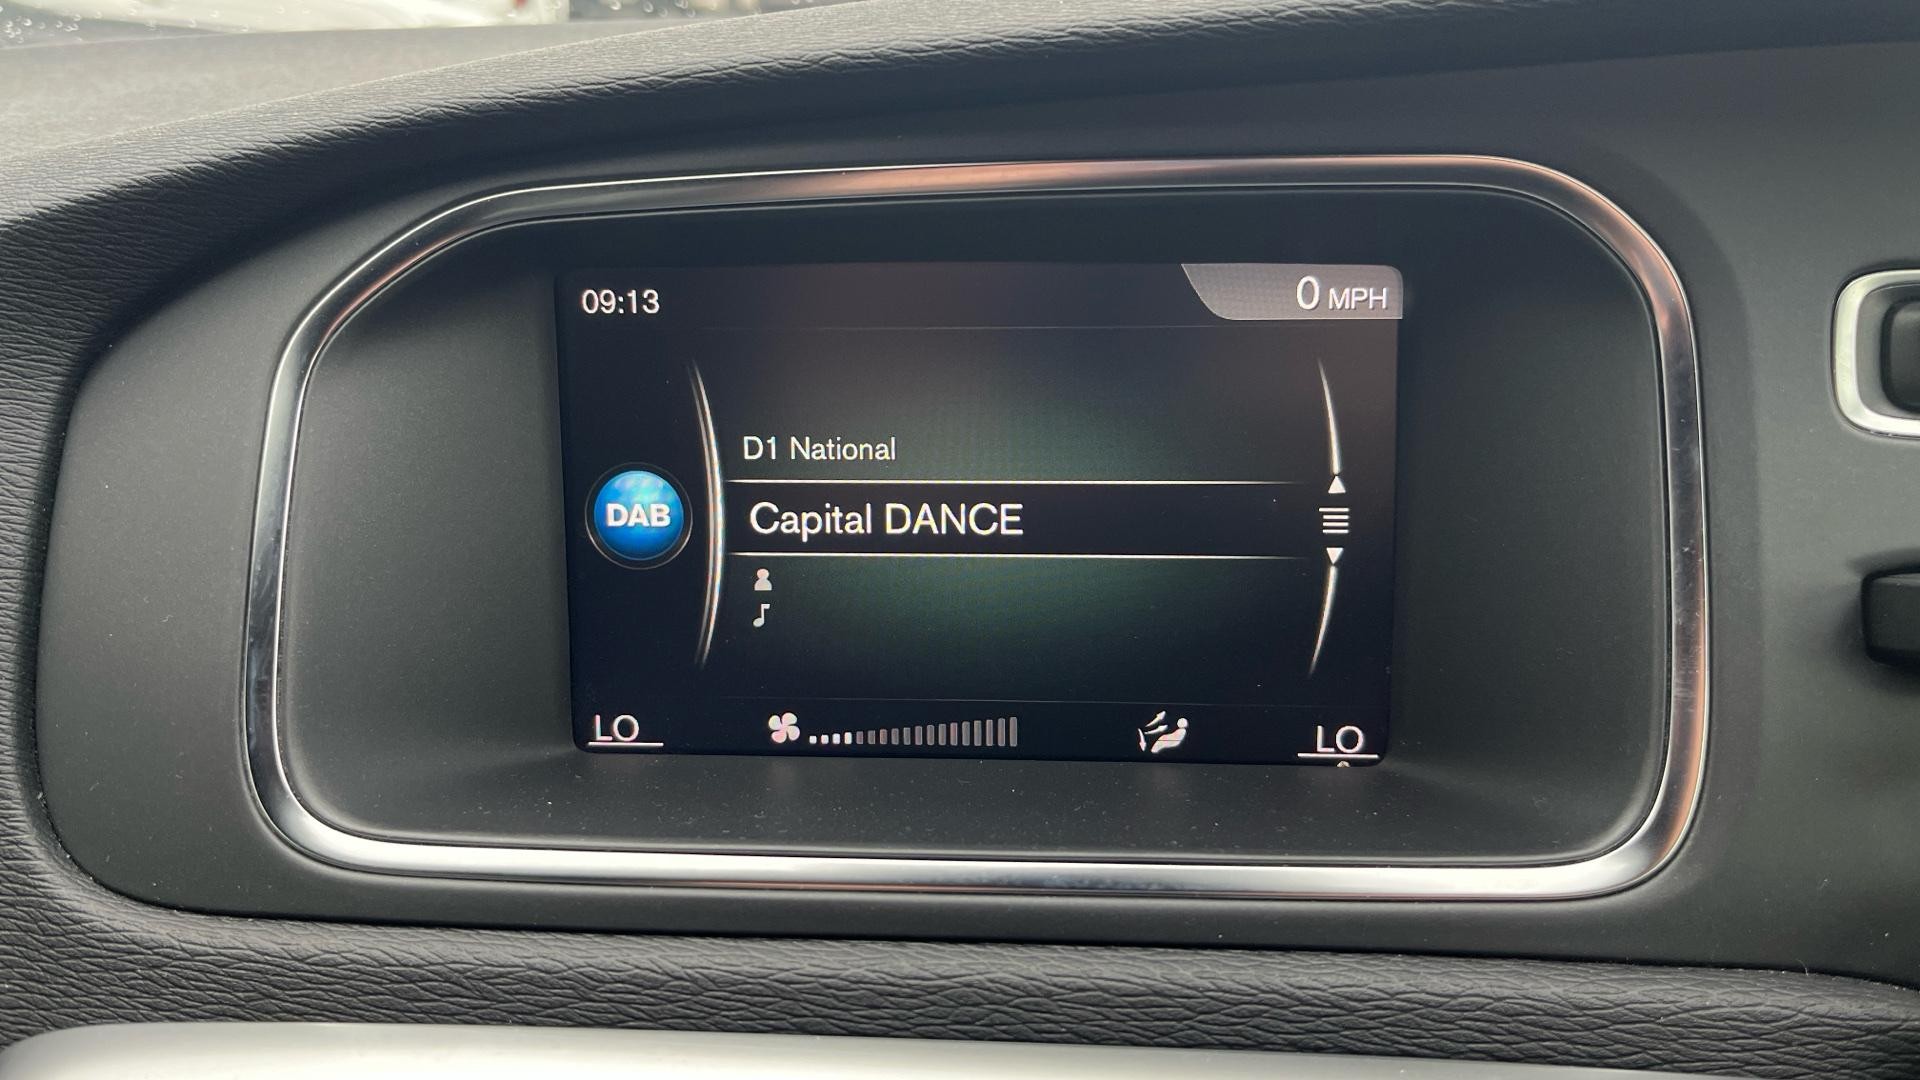 09:13
0 MPH
D1 National
DAB
Capital DANCE
LO
LO